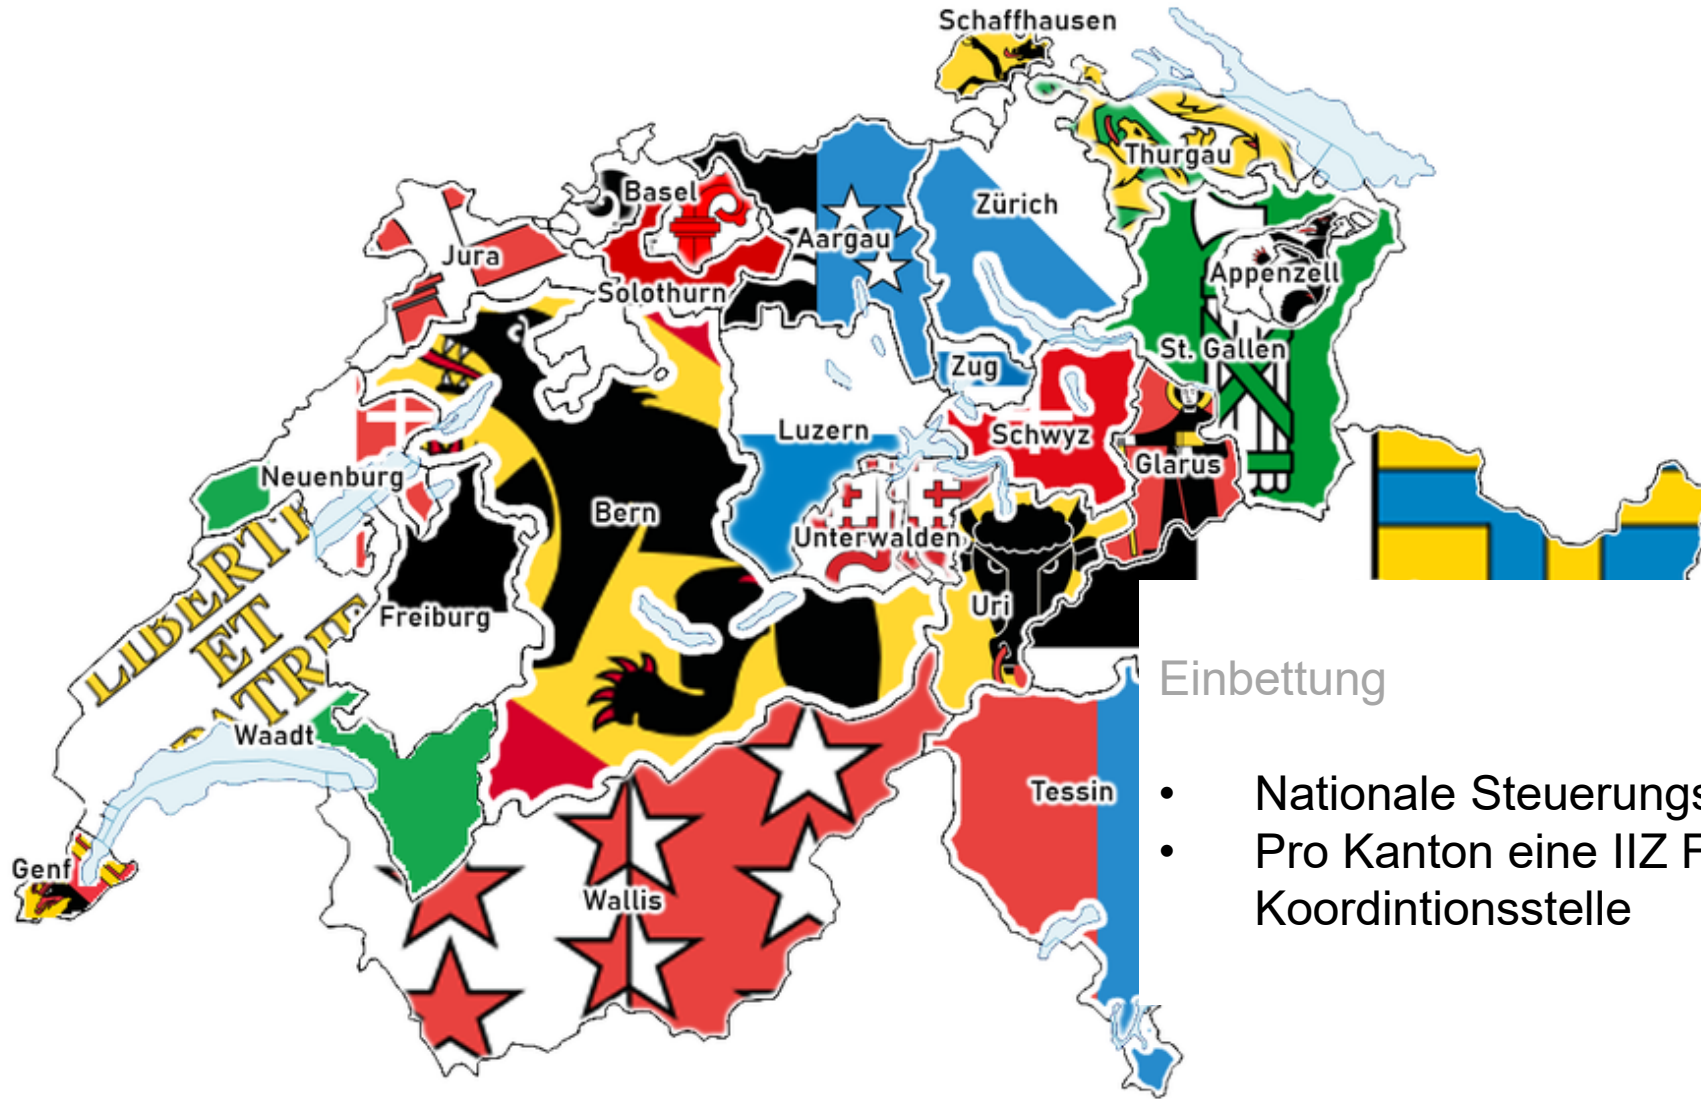 Schaffhausen
Thurgau
Basel
Zürich
Aargau
Jura
Appenzell
Solothurn
St. Gallen
Zug
Luzern
Schwyz
Glarus
Neuenburg
Bern
Unterwalden
LIBERTE
ET
PATRIE
Uri
Freiburg
Einbettung
Waadt
Tessin
• Nationale Steuerungs
• Pro Kanton eine IIZ
Koordintionsstelle
Genf
Wallis